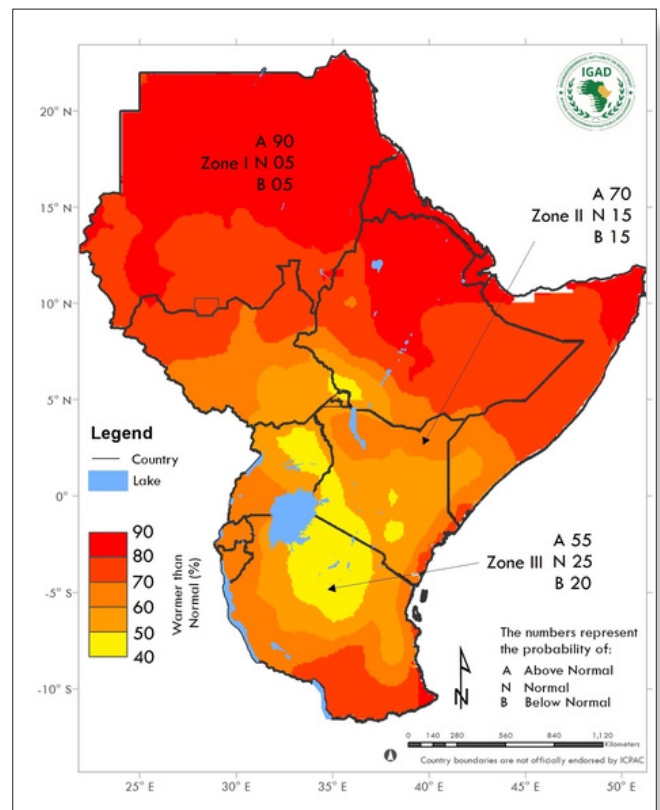 IGAD
20° N
15° N
10° N
5° N
0°
-5° S
-10° S
A 90
Zone I N 05
B 05
A 70
Zone II N 15
B 15
A 55
Zone III N 25
B 20
Legend
Country
Lake
Warmer than
Normal (%)
90
80
70
60
50
40
The numbers represent
the probability of:
A Above Normal
N Normal
B Below Normal
N
0 140 280 560 840 1,120
Kilometers
Country boundaries are not officially endorsed by ICPAC
25° E
30° E
35° E
40° E
45° E
50° E